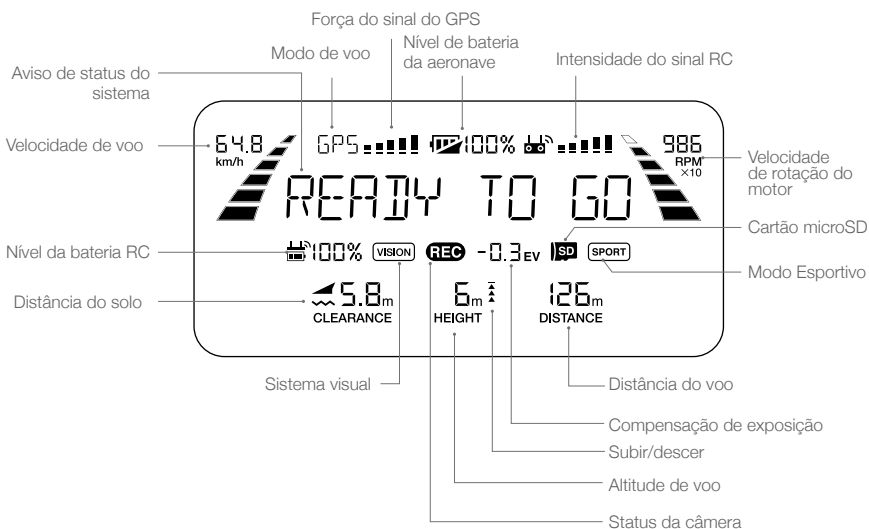 Força do sinal do GPS
Modo de voo
Nível de bateria
da aeronave
Intensidade do sinal RC
Aviso de status do
sistema
Velocidade de voo
64.8
km/h
GPS
100%
986
RPM
×10
Velocidade
de rotação do
motor
READY TO GO
Cartão microSD
Nível da bateria RC
100%
VISION
REC
-0.3 EV
SD
SPORT
Modo Esportivo
Distância do solo
5.8m
CLEARANCE
6m
HEIGHT
126m
DISTANCE
Sistema visual
Distância do voo
Compensação de exposição
Subir/descer
Altitude de voo
Status da câmera